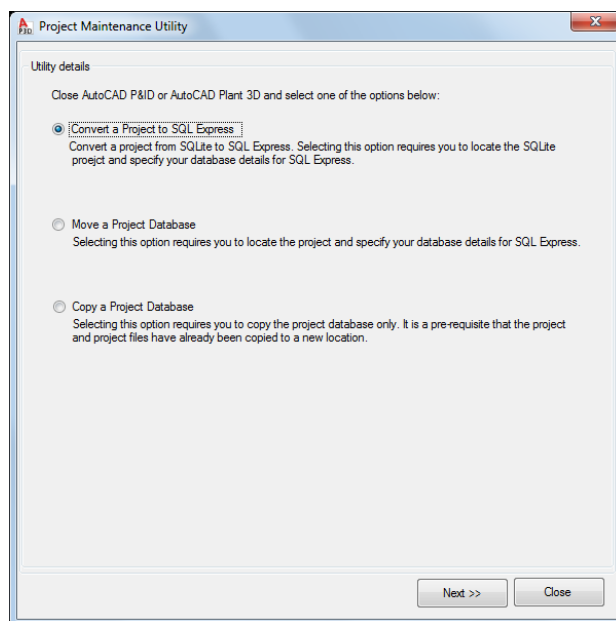 A
P3D
Project Maintenance Utility
Utility details
Close AutoCAD P&ID or AutoCAD Plant 3D and select one of the options below:
Convert a Project to SQL Express
Convert a project from SQLite to SQL Express. Selecting this option requires you to locate the SQLite
proejct and specify your database details for SQL Express.
Move a Project Database
Selecting this option requires you to locate the project and specify your database details for SQL Express.
Copy a Project Database
Selecting this option requires you to copy the project database only. It is a pre-requisite that the project
and project files have already been copied to a new location.
Next >>
Close